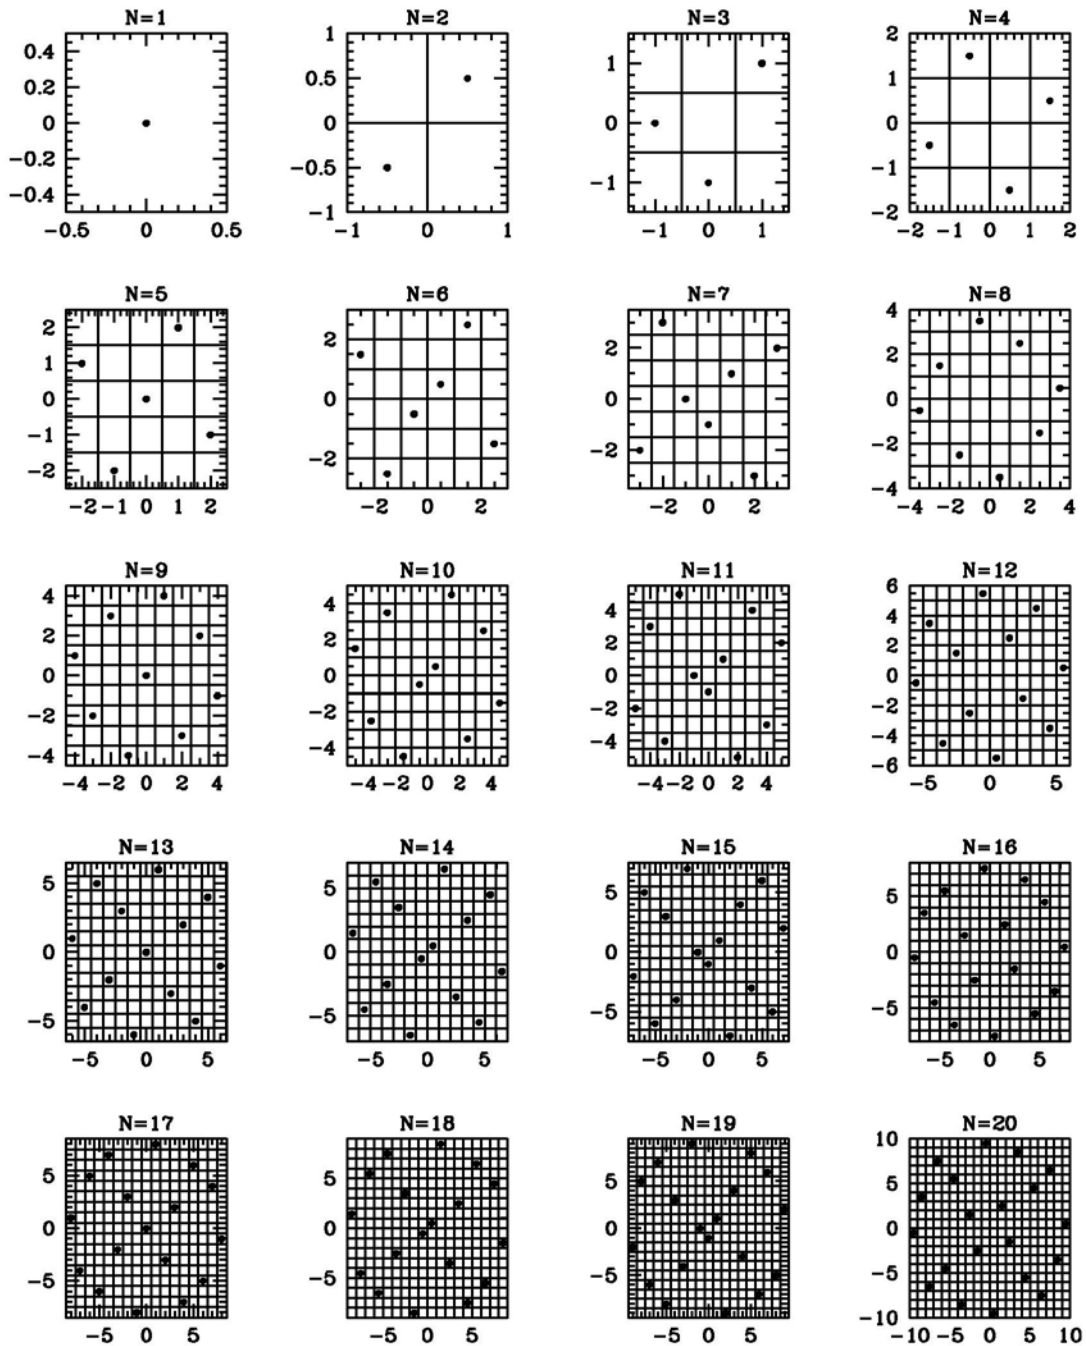 N=1 N=2 N=3 N=4
0.4 1 1 2
0.2 0.5 1
0 0 0 0
−0.2 −0.5 −1
−0.4 −1 −1 −2
−0.5 0 0.5 −1 0 1 −1 0 1 −2 −1 0 1 2
N=5 N=6 N=7 N=8
2 2 2 4
1 2
0 0 0 0
−1 −2
−2 −2 −2 −4
−2 −1 0 1 2 −2 0 2 −2 0 2 −4 −2 0 2 4
N=9 N=10 N=11 N=12
4 4 4 6
2 2 2 4
2
0 0 0 0
−2 −2 −2 −2
−4 −4 −4 −4
−6
−4 −2 0 2 4 −4 −2 0 2 4 −4 −2 0 2 4 −5 0 5
N=13 N=14 N=15 N=16
5 5 5 5
0 0 0 0
−5 −5 −5 −5
−5 0 5 −5 0 5 −5 0 5 −5 0 5
N=17 N=18 N=19 N=20
10
5 5 5 5
0 0 0 0
−5 −5 −5 −5
−10
−5 0 5 −5 0 5 −5 0 5 −10 −5 0 5 10